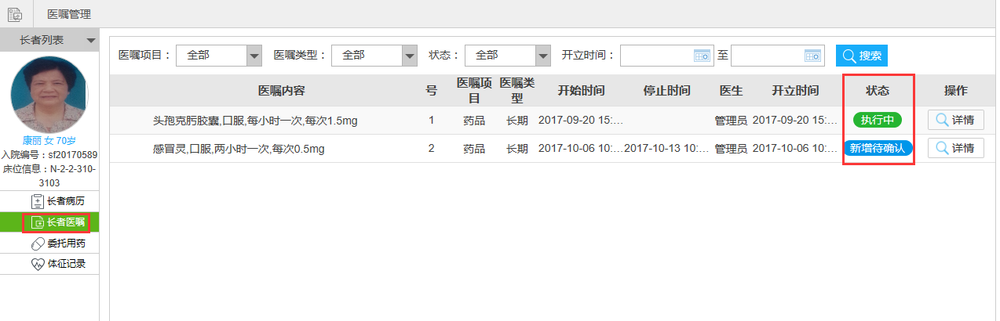 医嘱管理
长者列表
康丽 女 70岁
入院编号：sf20170589
床位信息：N-2-2-310-
3103
长者病历
长者医嘱
委托用药
体征记录
医嘱项目： 全部 医嘱类型： 全部 状态： 全部 开立时间： 至 搜索
医嘱内容 号 医嘱项目 医嘱类型 开始时间 停止时间 医生 开立时间 状态 操作
头孢克肟胶囊,口服,每小时一次,每次1.5mg 1 药品 长期 2017-09-20 15:... 管理员 2017-09-20 15:... 执行中 详情
感冒灵,口服,两小时一次,每次0.5mg 2 药品 长期 2017-10-06 10:... 2017-10-13 10:... 管理员 2017-10-06 10:... 新增待确认 详情